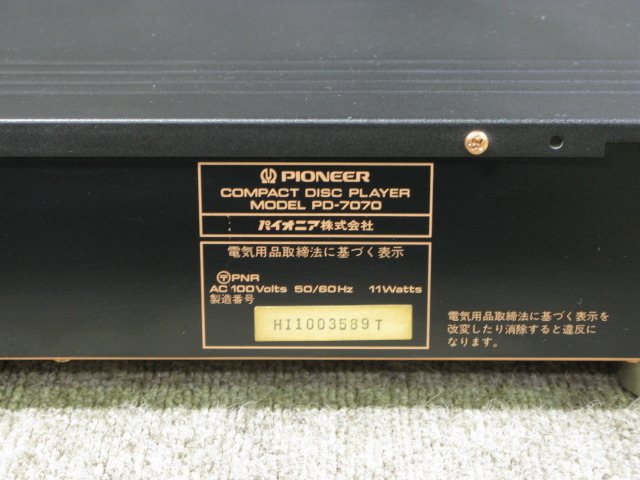 PIONEER
COMPACT DISC PLAYER
MODEL PD-7070
パイオニア株式会社
電気用品取締法に基づく表示
〒PNR
AC 100Volts 50/60Hz 11Watts
製造番号
HI1003589T
電気用品取締法に基づく表示を
改変したり消除すると違反に
なります。